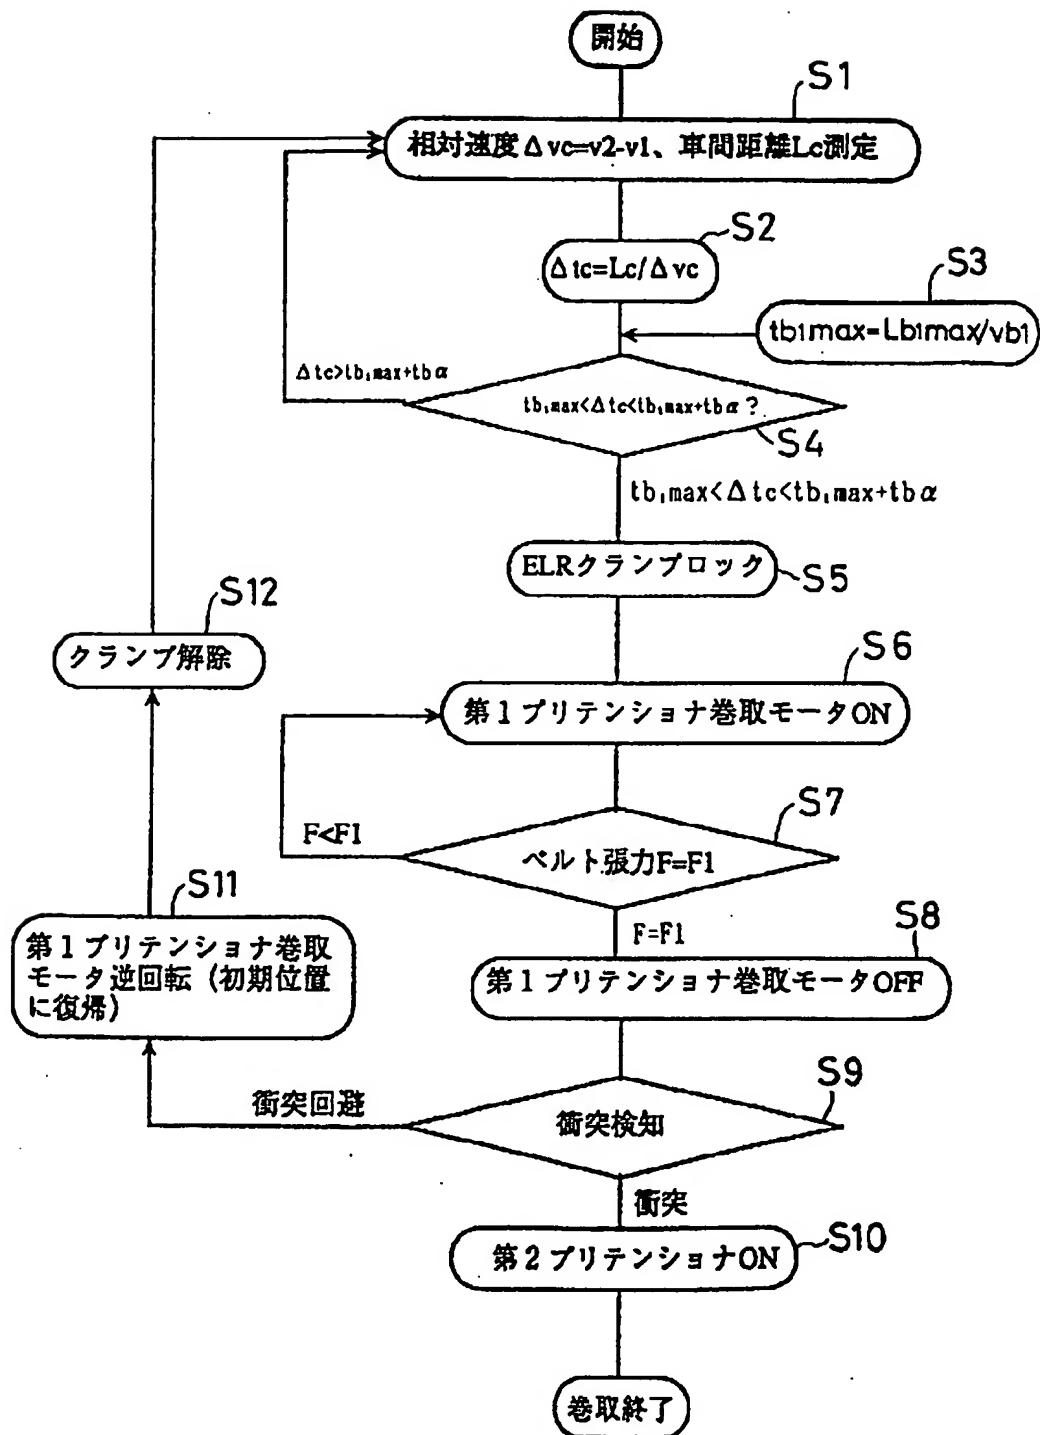 開始
S1
相対速度Δvc=v2-v1、車間距離Lc測定
S2
Δtc=Lc/Δvc
S3
tb1max=Lb1max/vb1
Δtc>tb1max+tbα
tb1max<Δtc<tb1max+tbα?
S4
tb1max<Δtc<tb1max+tbα
ELRクランプロック
S5
S12
クランプ解除
S6
第1プリテンショナ巻取モータON
S7
F<F1
ベルト張力F=F1
S11
第1プリテンショナ巻取
モータ逆回転(初期位置
に復帰)
F=F1
S8
第1プリテンショナ巻取モータOFF
S9
衝突回避
衝突検知
衝突
第2プリテンショナON
S10
巻取終了